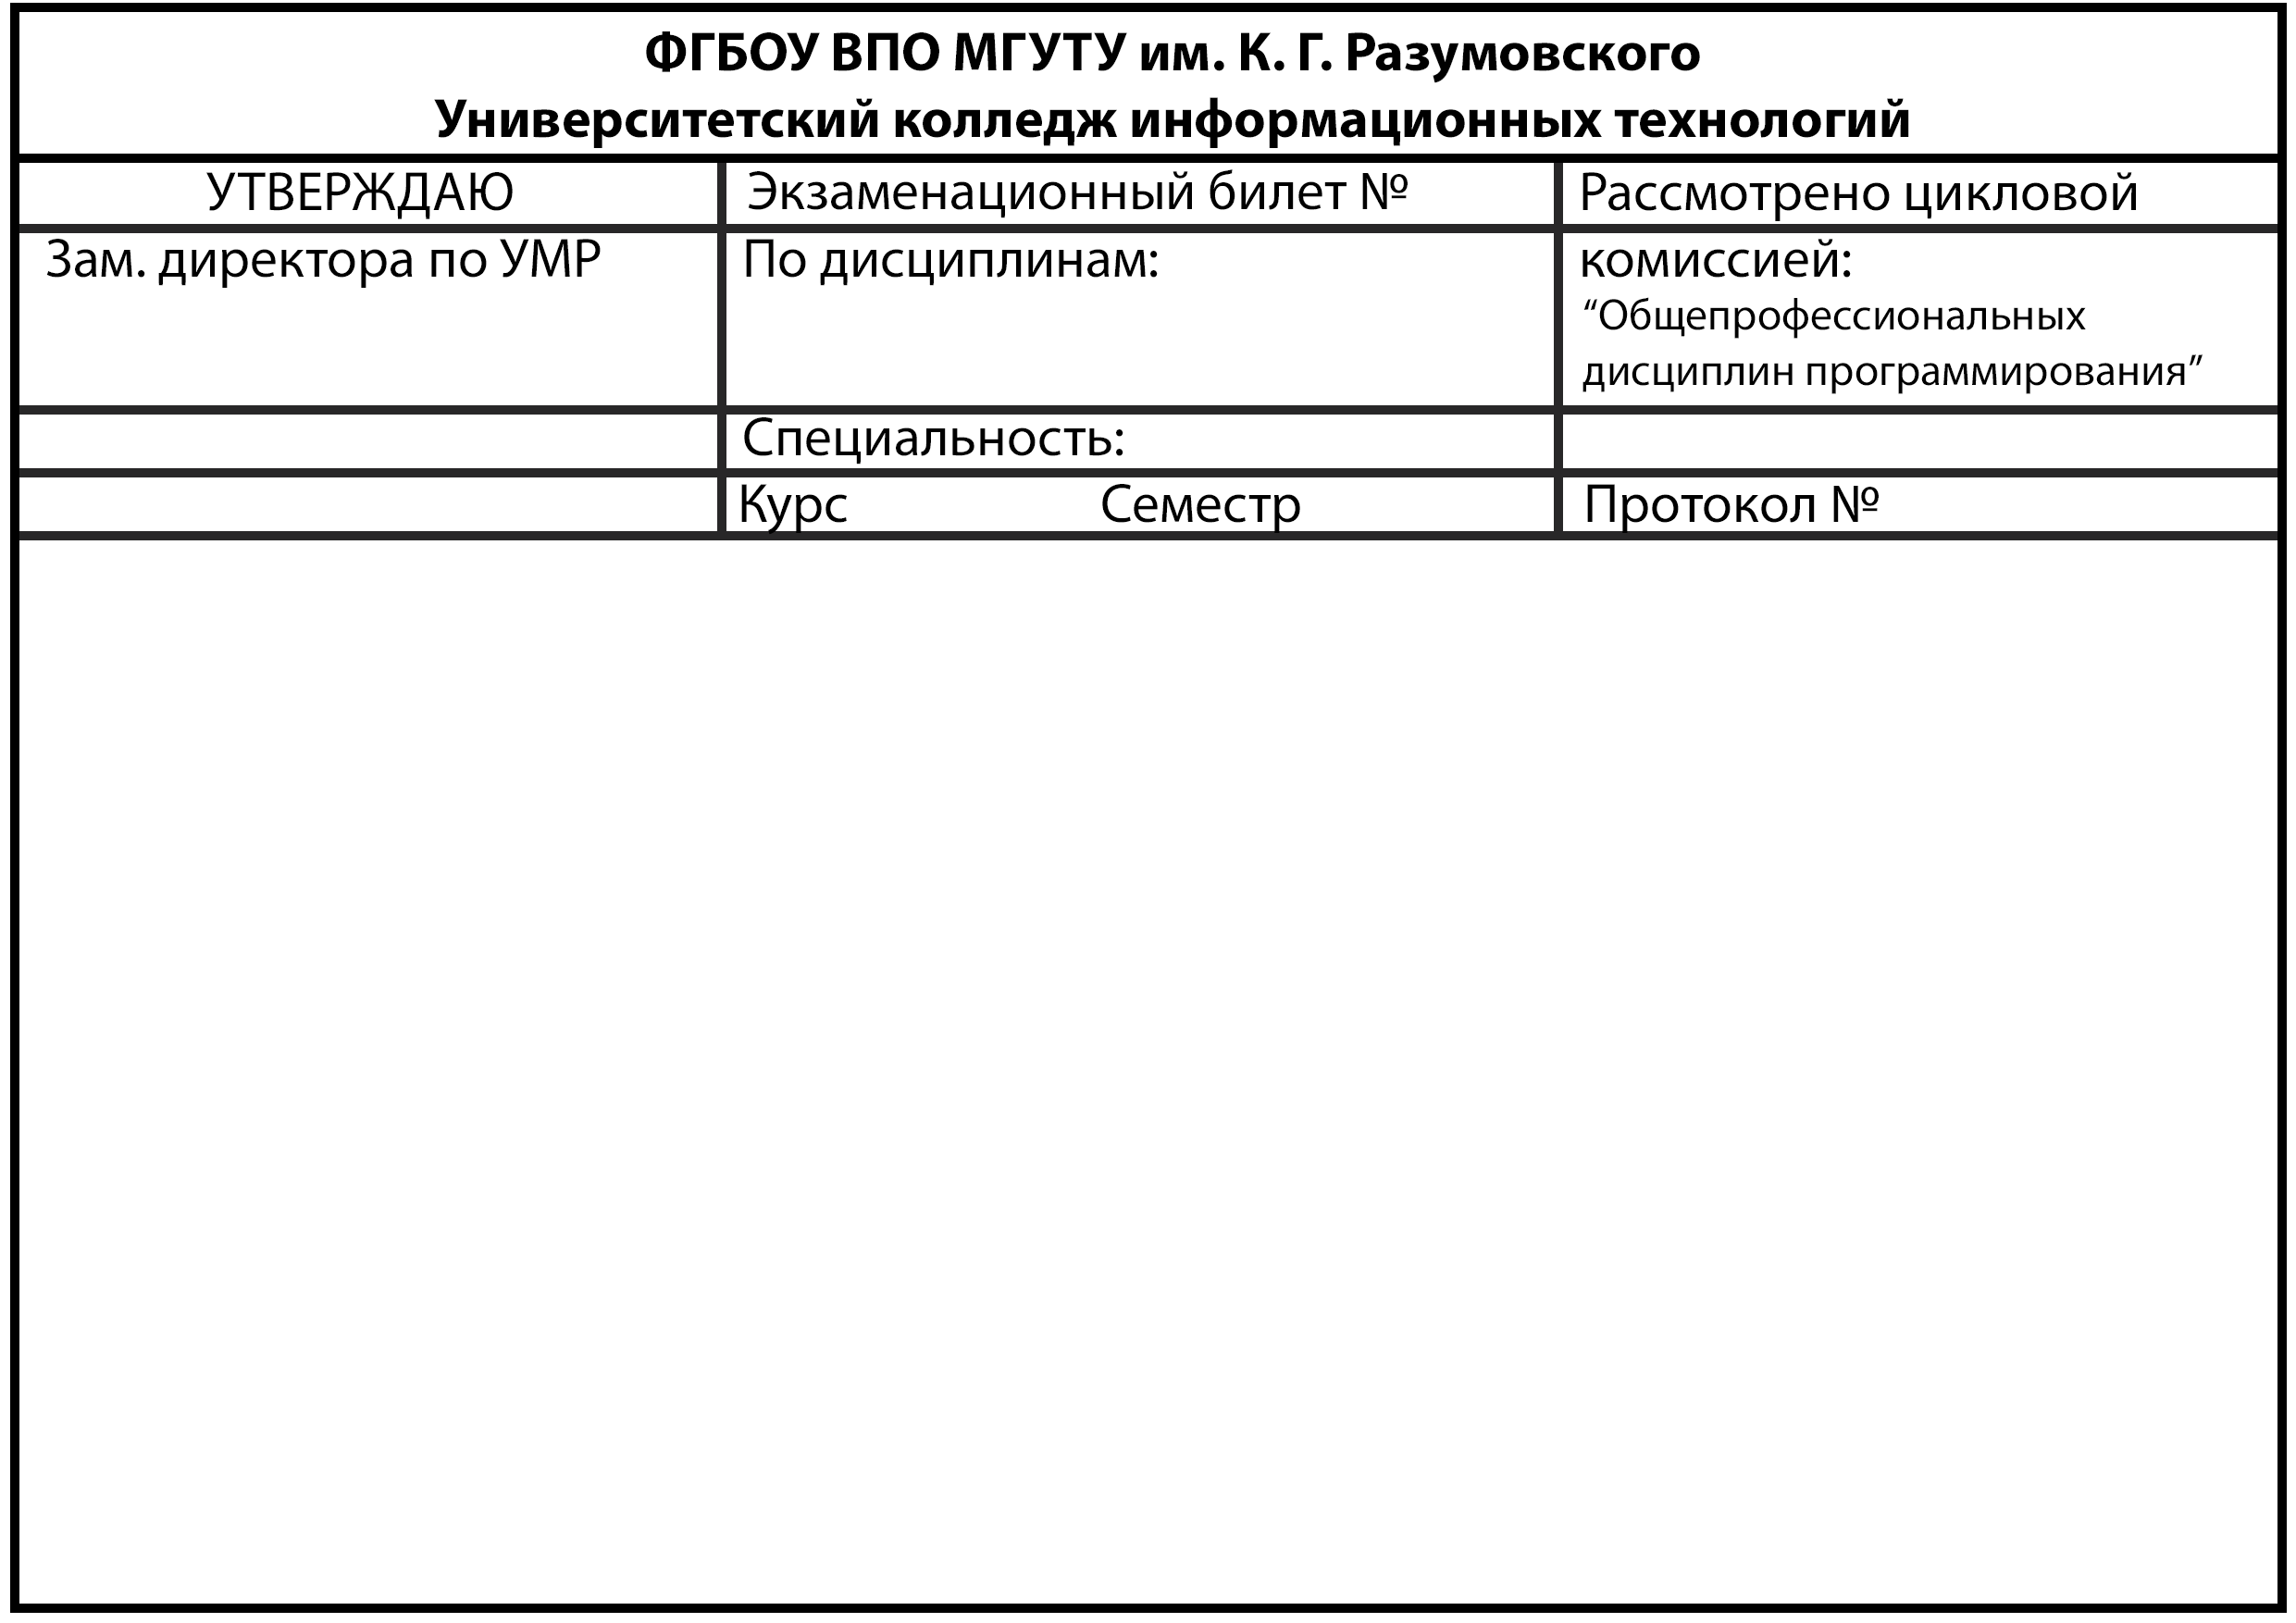 ФГБОУ ВПО МГУТУ им. К. Г. Разумовского
Университетский колледж информационных технологий
УТВЕРЖДАЮ
Экзаменационный билет №
Рассмотрено цикловой
Зам. директора по УМР
По дисциплинам:
комиссией:
“Общепрофессиональных
дисциплин программирования”
Специальность:
Курс Семестр
Протокол №